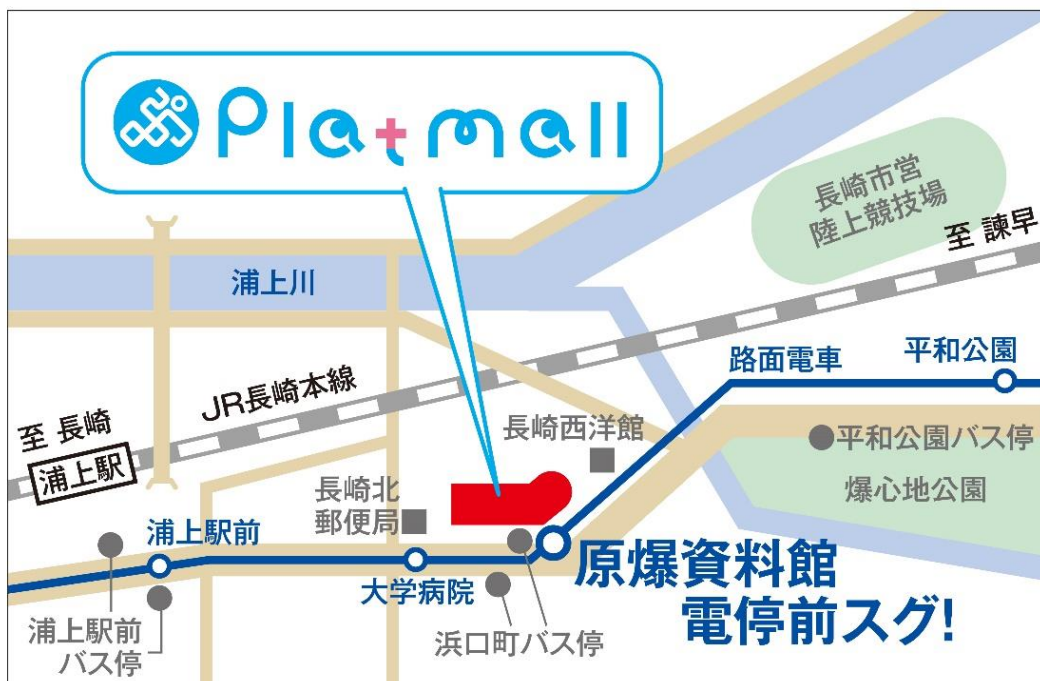 Platmall
長崎市営
陸上競技場
至 諫早
浦上川
路面電車
平和公園
JR長崎本線
至 長崎
浦上駅
長崎西洋館
平和公園バス停
爆心地公園
長崎北
郵便局
浦上駅前
大学病院
原爆資料館
電停前スグ!
浦上駅前
バス停
浜口町バス停